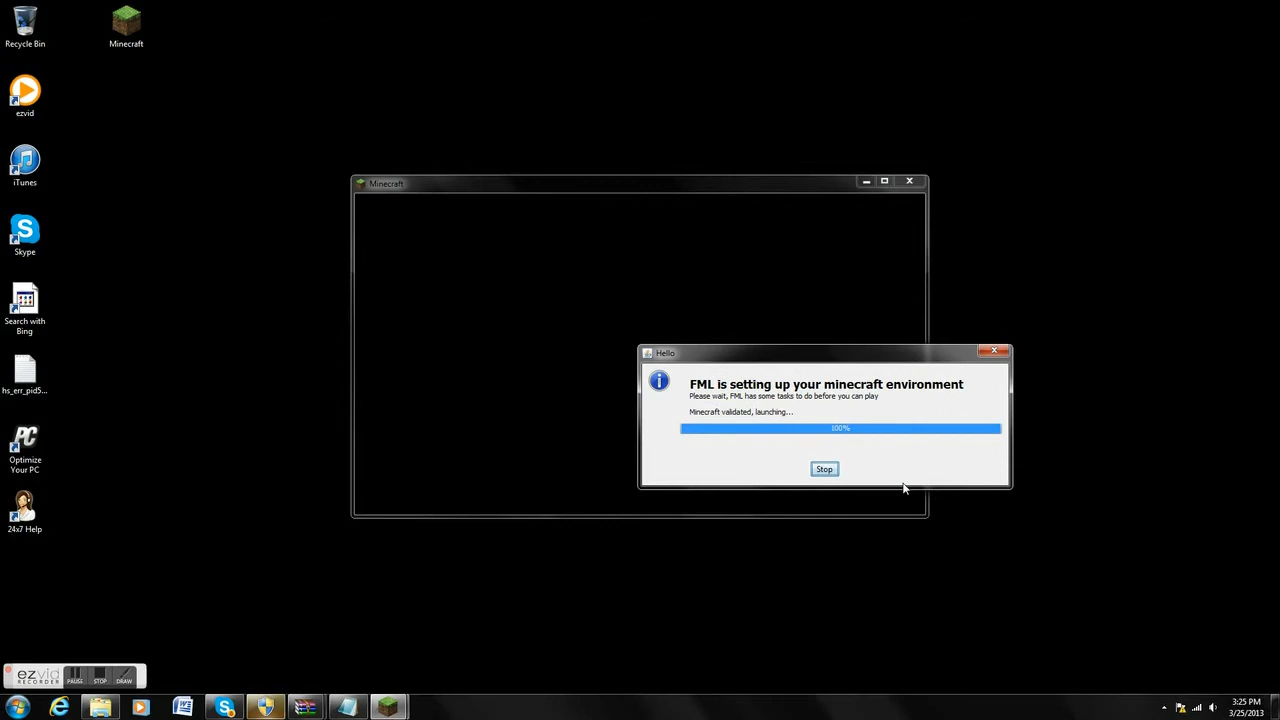 Recycle Bin
Minecraft
ezvid
iTunes
Skype
Search with
Bing
hs_err_pid5...
Optimize
Your PC
24x7 Help
Minecraft
Hello
FML is setting up your minecraft environment
Please wait, FML has some tasks to do before you can play
Minecraft validated, launching...
100%
Stop
ezvid
RECORDER
PAUSE
STOP
DRAW
3:25 PM
3/25/2013